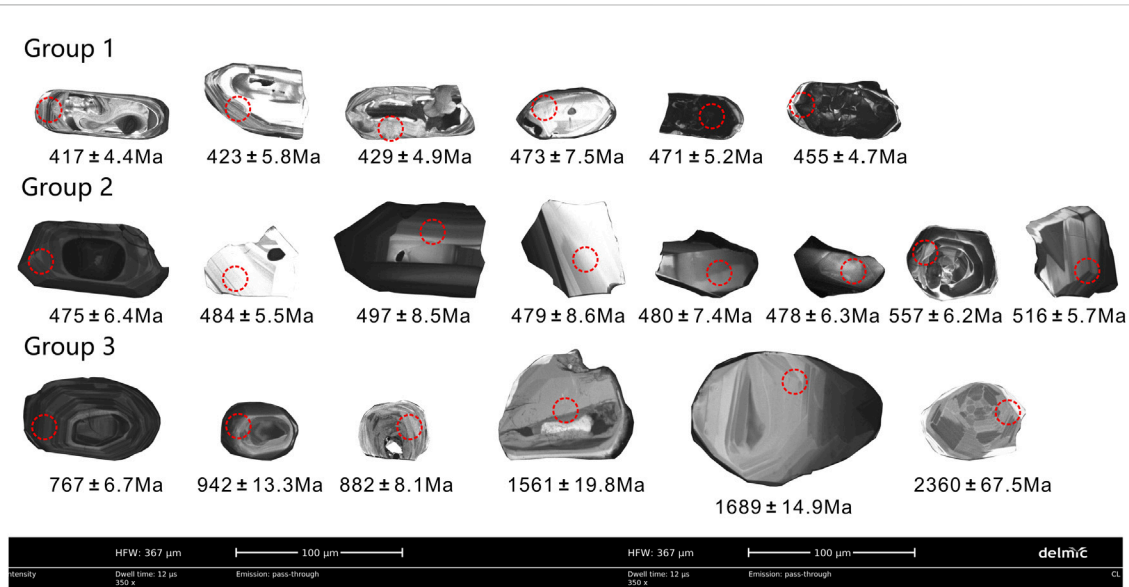 Group 1
417 ± 4.4Ma 423 ± 5.8Ma 429 ± 4.9Ma 473 ± 7.5Ma 471 ± 5.2Ma 455 ± 4.7Ma
Group 2
475 ± 6.4Ma 484 ± 5.5Ma 497 ± 8.5Ma 479 ± 8.6Ma 480 ± 7.4Ma 478 ± 6.3Ma 557 ± 6.2Ma 516 ± 5.7Ma
Group 3
767 ± 6.7Ma 942 ± 13.3Ma 882 ± 8.1Ma 1561 ± 19.8Ma 2360 ± 67.5Ma
1689 ± 14.9Ma
HFW: 367 µm 100 µm HFW: 367 µm 100 µm delmic
ntensity Dwell time: 12 µs Emission: pass-through Dwell time: 12 µs Emission: pass-through CL
350 x 350 x